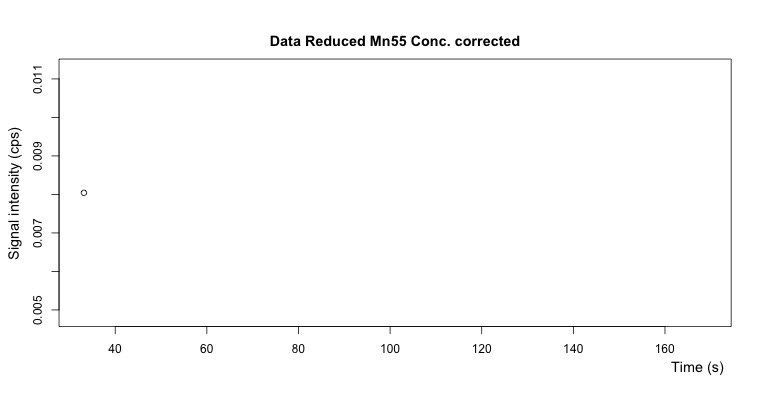 Data Reduced Mn55 Conc. corrected
Signal intensity (cps)
0.011
0.009
0.007
0.005
40 60 80 100 120 140 160
Time (s)